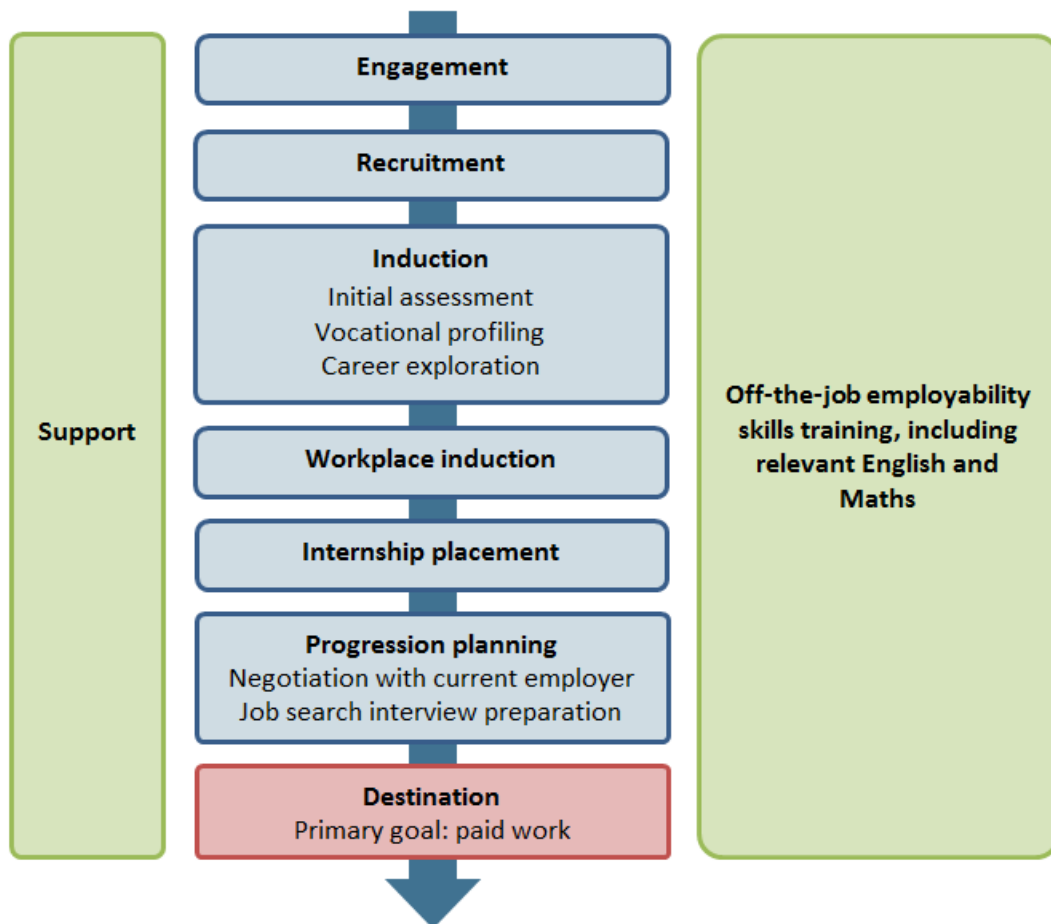 Support
Engagement
Recruitment
Induction
Initial assessment
Vocational profiling
Career exploration
Workplace induction
Internship placement
Progression planning
Negotiation with current employer
Job search interview preparation
Destination
Primary goal: paid work
Off-the-job employability
skills training, including
relevant English and
Maths